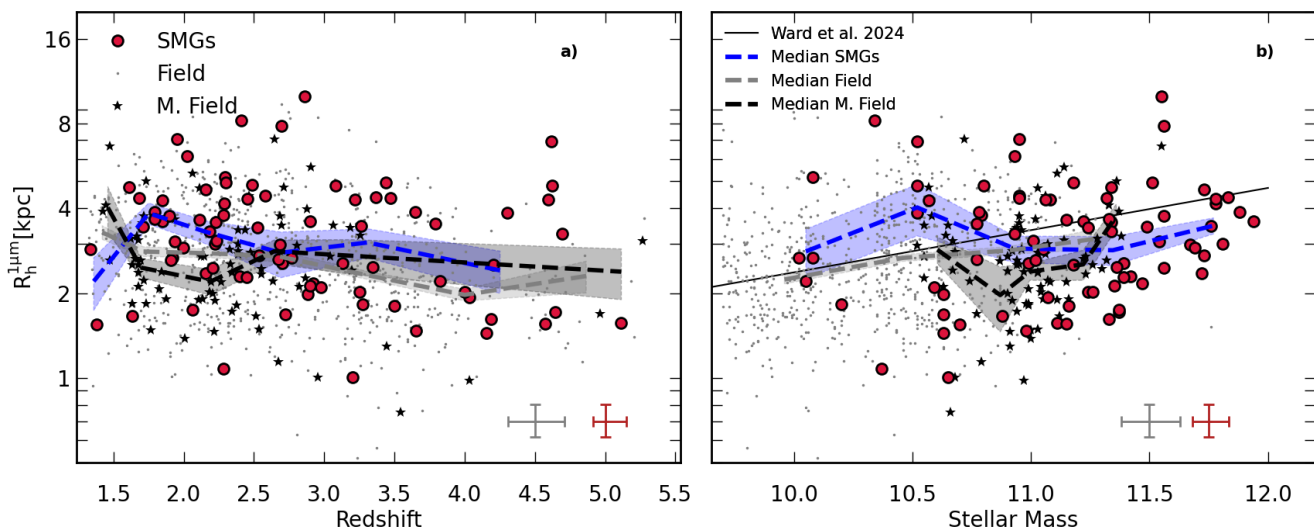 16
8
4
2
1
R_h^{1μm}[kpc]
SMGs
Field
M. Field
a)
1.5 2.0 2.5 3.0 3.5 4.0 4.5 5.0 5.5
Redshift
Ward et al. 2024
Median SMGs
Median Field
Median M. Field
b)
10.0 10.5 11.0 11.5 12.0
Stellar Mass